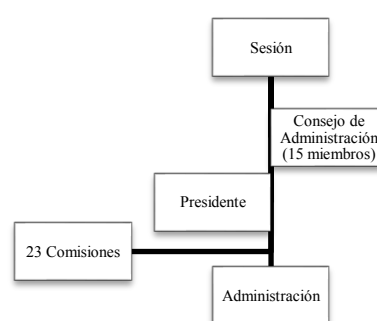 Sesión
Consejo de
Administración
(15 miembros)
Presidente
23 Comisiones
Administración